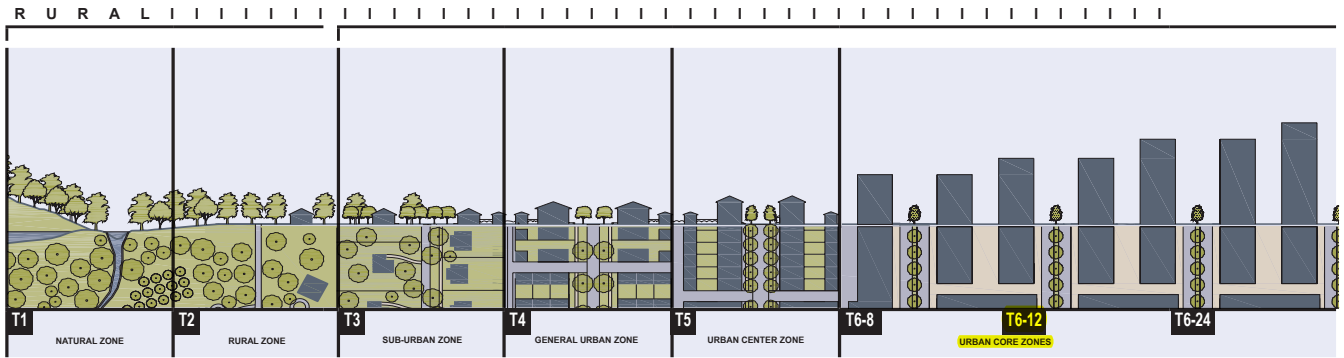 R U R A L I I I I I I I I I I I I I I I I I I I I I I I I I I I I I I I I I I I I I I
T1 T2 T3 T4 T5 T6-8 T6-12 T6-24
NATURAL ZONE RURAL ZONE SUB-URBAN ZONE GENERAL URBAN ZONE URBAN CENTER ZONE URBAN CORE ZONES